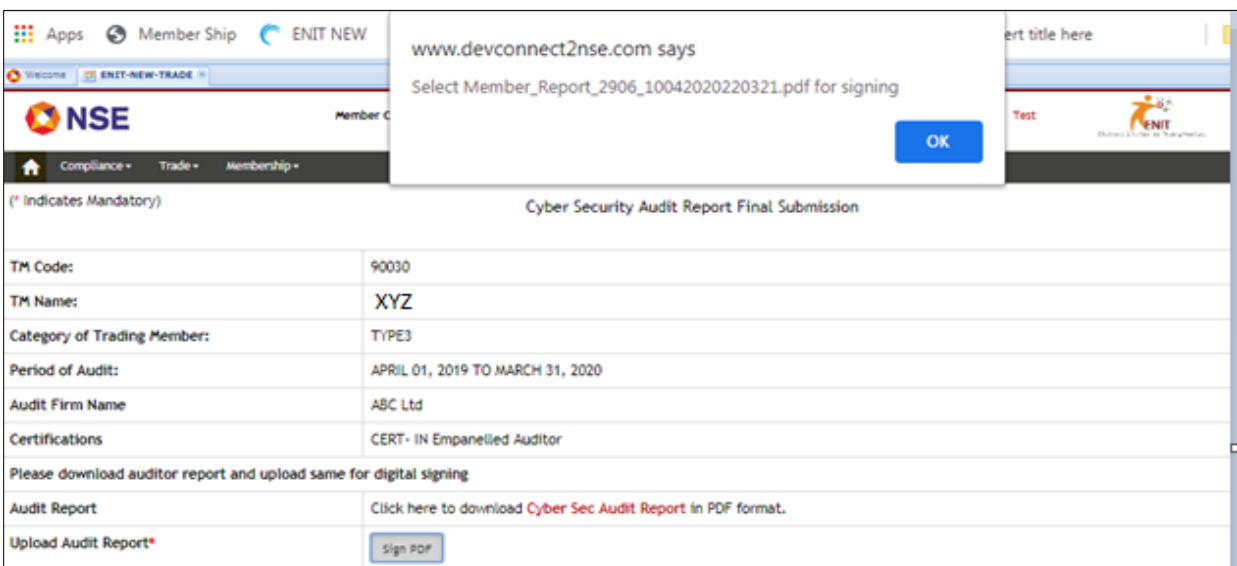 Apps Member Ship ENIT NEW ert title here
www.devconnect2nse.com says
Select Member_Report_2906_10042020220321.pdf for signing
OK
Welcome ENIT-NEW-TRADE
NSE Member C Test ENIT
Compliance Trade Membership
(* Indicates Mandatory)
Cyber Security Audit Report Final Submission
TM Code: 90030
TM Name: XYZ
Category of Trading Member: TYPE3
Period of Audit: APRIL 01, 2019 TO MARCH 31, 2020
Audit Firm Name ABC Ltd
Certifications CERT- IN Empanelled Auditor
Please download auditor report and upload same for digital signing
Audit Report Click here to download Cyber Sec Audit Report in PDF format.
Upload Audit Report* Sign PDF